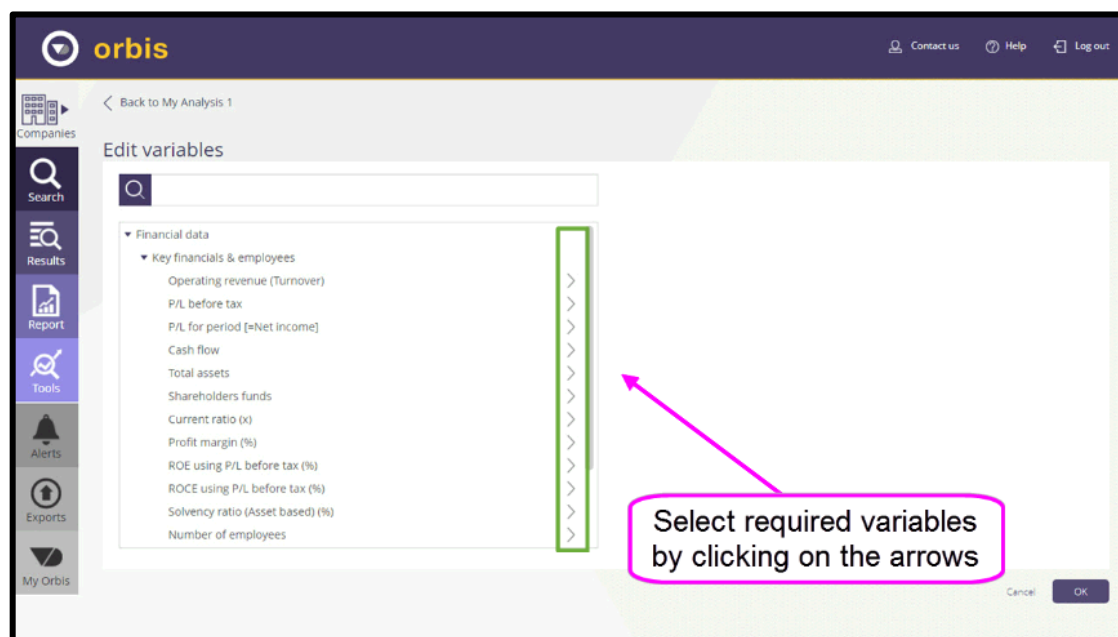 orbis
Contact us
Help
Log out
Companies
Back to My Analysis 1
Edit variables
Search
Results
Report
Tools
Alerts
Exports
My Orbis
Financial data
Key financials & employees
Operating revenue (Turnover)
P/L before tax
P/L for period [=Net income]
Cash flow
Total assets
Shareholders funds
Current ratio (x)
Profit margin (%)
ROE using P/L before tax (%)
ROCE using P/L before tax (%)
Solvency ratio (Asset based) (%)
Number of employees
Select required variables
by clicking on the arrows
Cancel
OK